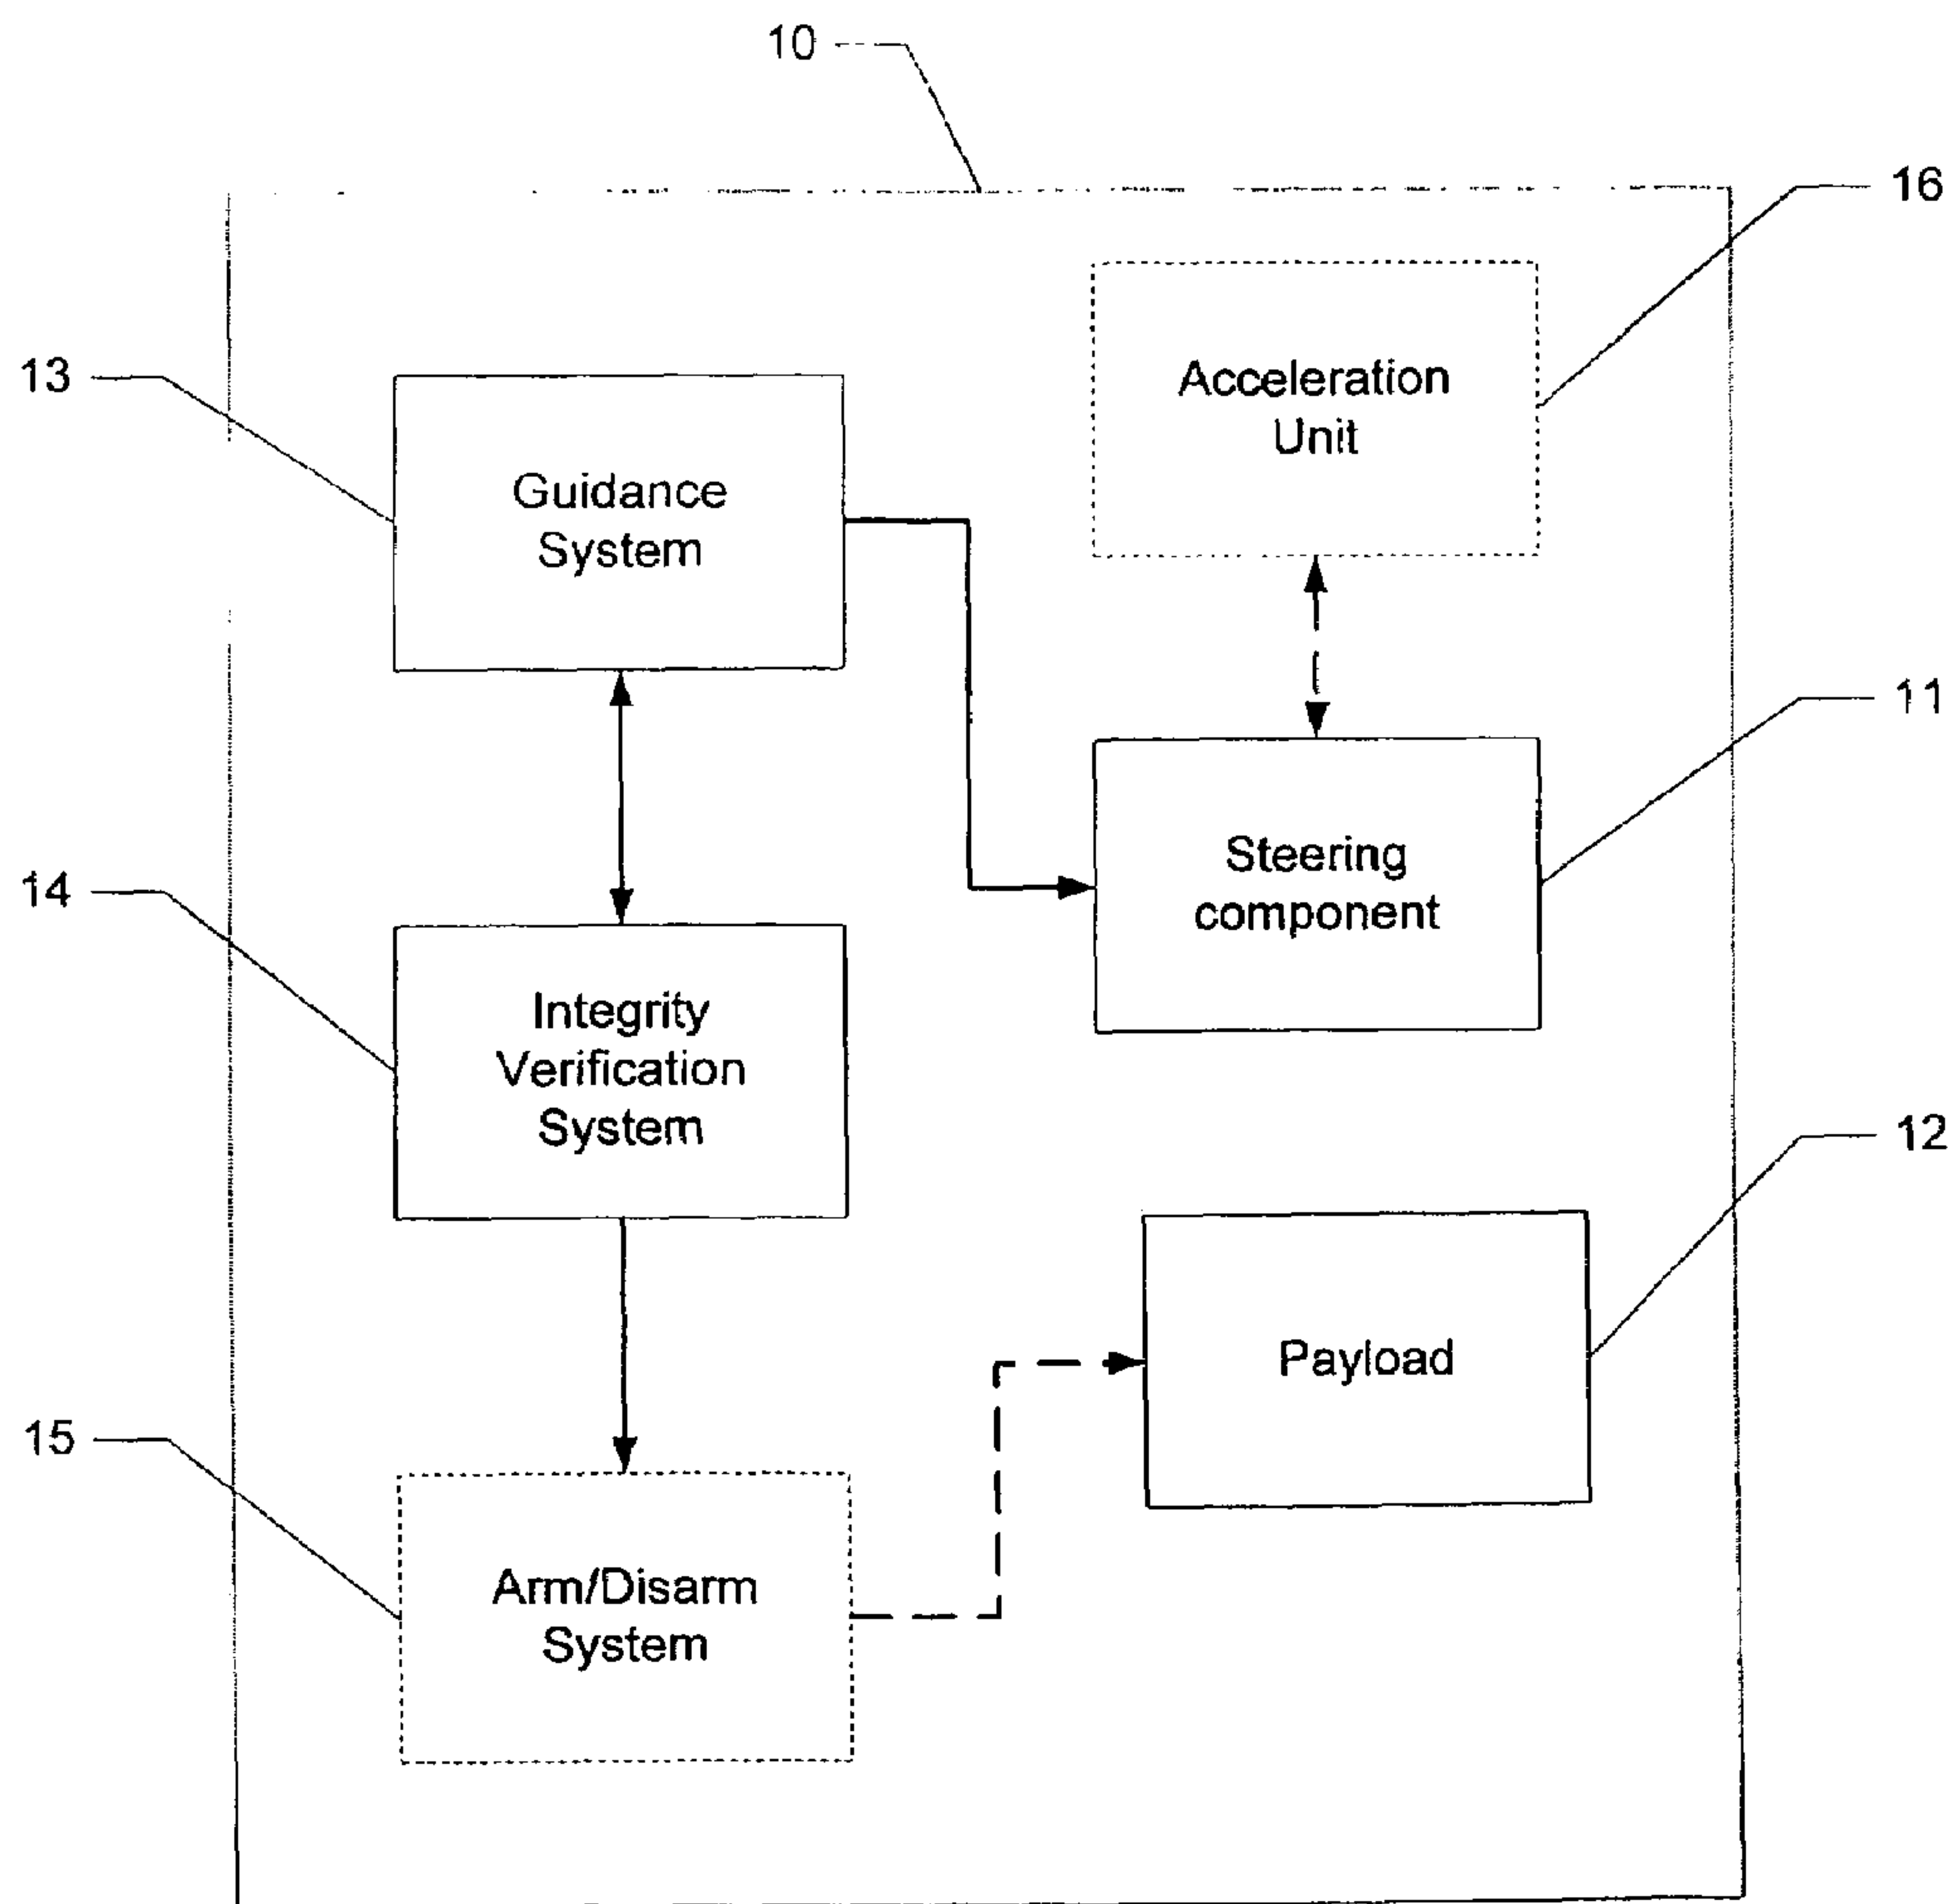 10
16
Acceleration
Unit
13
Guidance
System
11
Steering
component
14
Integrity
Verification
System
12
Payload
15
Arm/Disarm
System